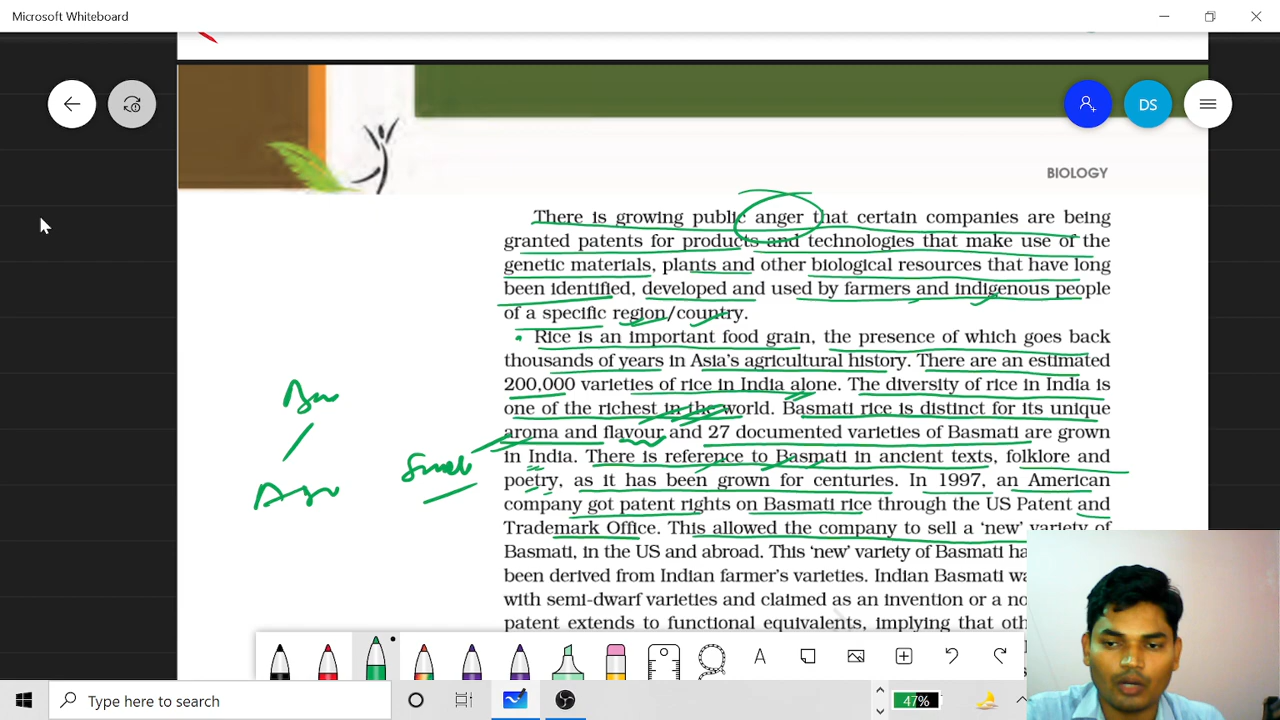 Microsoft Whiteboard
DS
BIOLOGY
There is growing public anger that certain companies are being
granted patents for products and technologies that make use of the
genetic materials, plants and other biological resources that have long
been identified, developed and used by farmers and indigenous people
of a specific region/country.
Rice is an important food grain, the presence of which goes back
thousands of years in Asia's agricultural history. There are an estimated
200,000 varieties of rice in India alone. The diversity of rice in India is
one of the richest in the world. Basmati rice is distinct for its unique
aroma and flavour and 27 documented varieties of Basmati are grown
in India. There is reference to Basmati in ancient texts, folklore and
poetry, as it has been grown for centuries. In 1997, an American
company got patent rights on Basmati rice through the US Patent and
Trademark Office. This allowed the company to sell a 'new' variety of
Basmati, in the US and abroad. This 'new' variety of Basmati
been derived from Indian farmer's varieties. Indian Basmati
with semi-dwarf varieties and claimed as an invention or a
patent extends to functional equivalents, implying that
A
Type here to search
47%